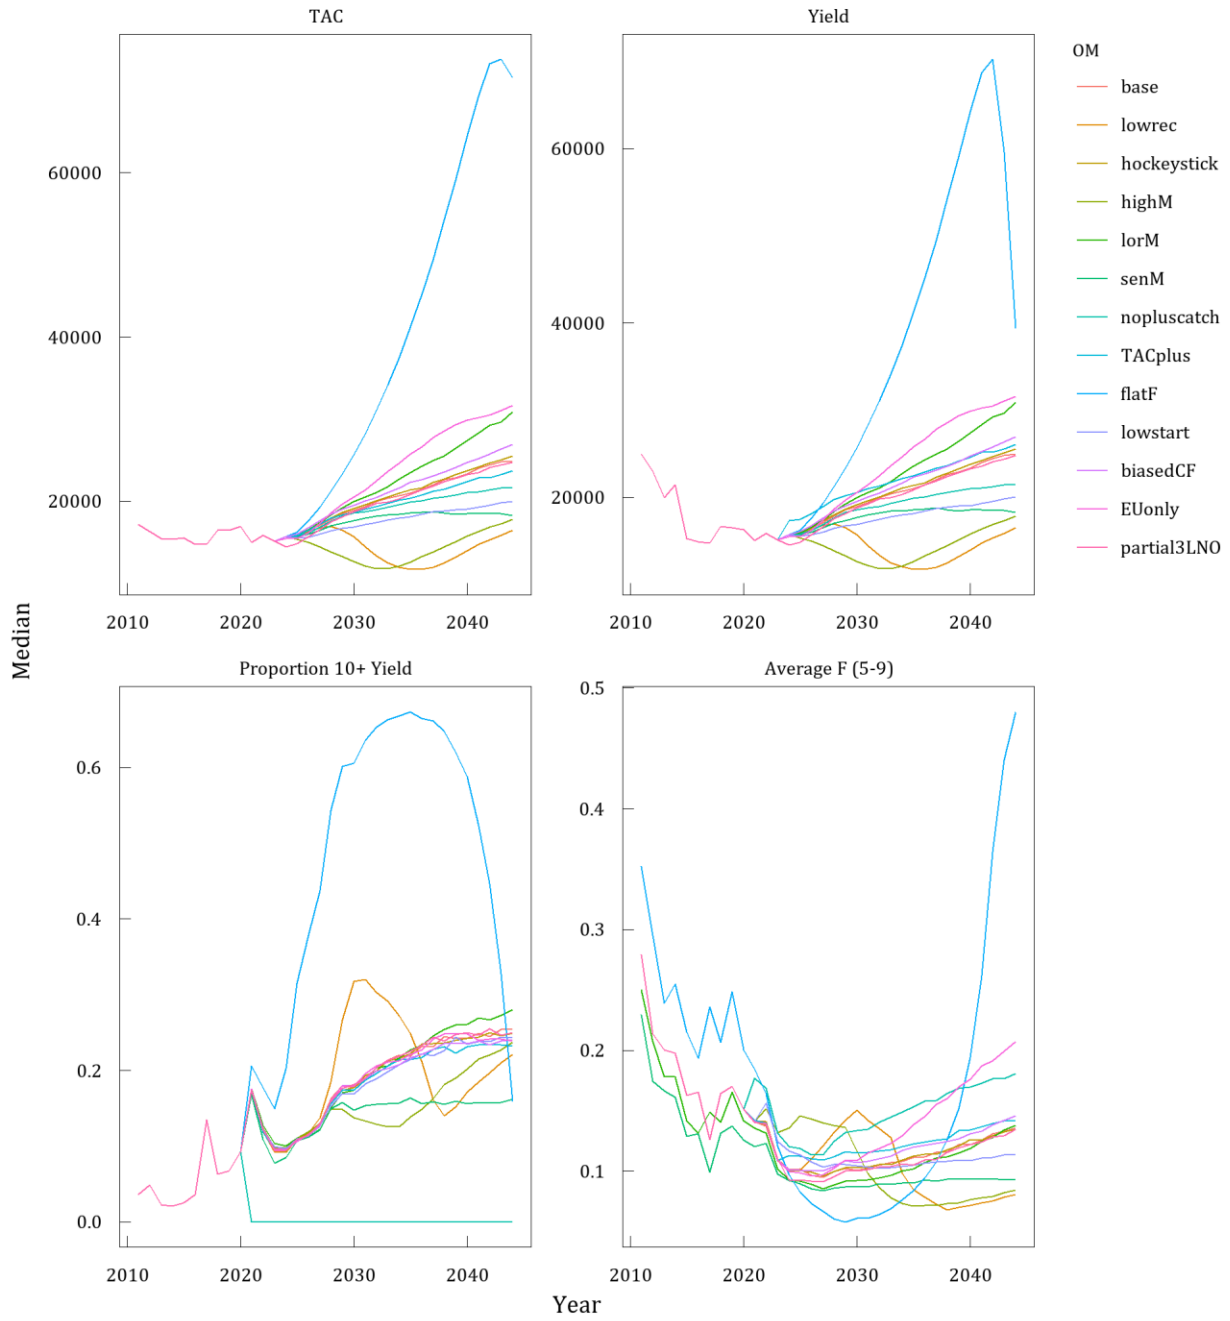 TAC
Yield
60000
40000
20000
2010
2020
2030
2040
60000
40000
20000
2010
2020
2030
2040
OM
base
lowrec
hockeystick
highM
lorM
senM
nopluscatch
TACplus
flatF
lowstart
biasedCF
EUonly
partial3LNO
Median
Proportion 10+ Yield
Average F (5-9)
0.6
0.4
0.2
0.0
2010
2020
2030
2040
0.5
0.4
0.3
0.2
0.1
2010
2020
2030
2040
Year